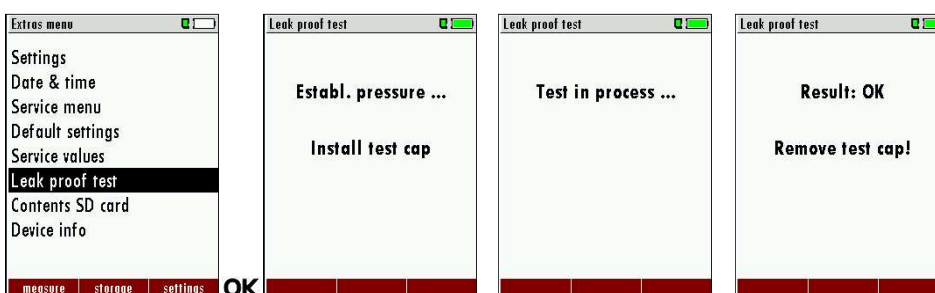 Extras menu
Settings
Date & time
Service menu
Default settings
Service values
Leak proof test
Contents SD card
Device info
measure storage settings
OK
Leak proof test
Establ. pressure ...
Install test cap
Leak proof test
Test in process ...
Leak proof test
Result: OK
Remove test cap!